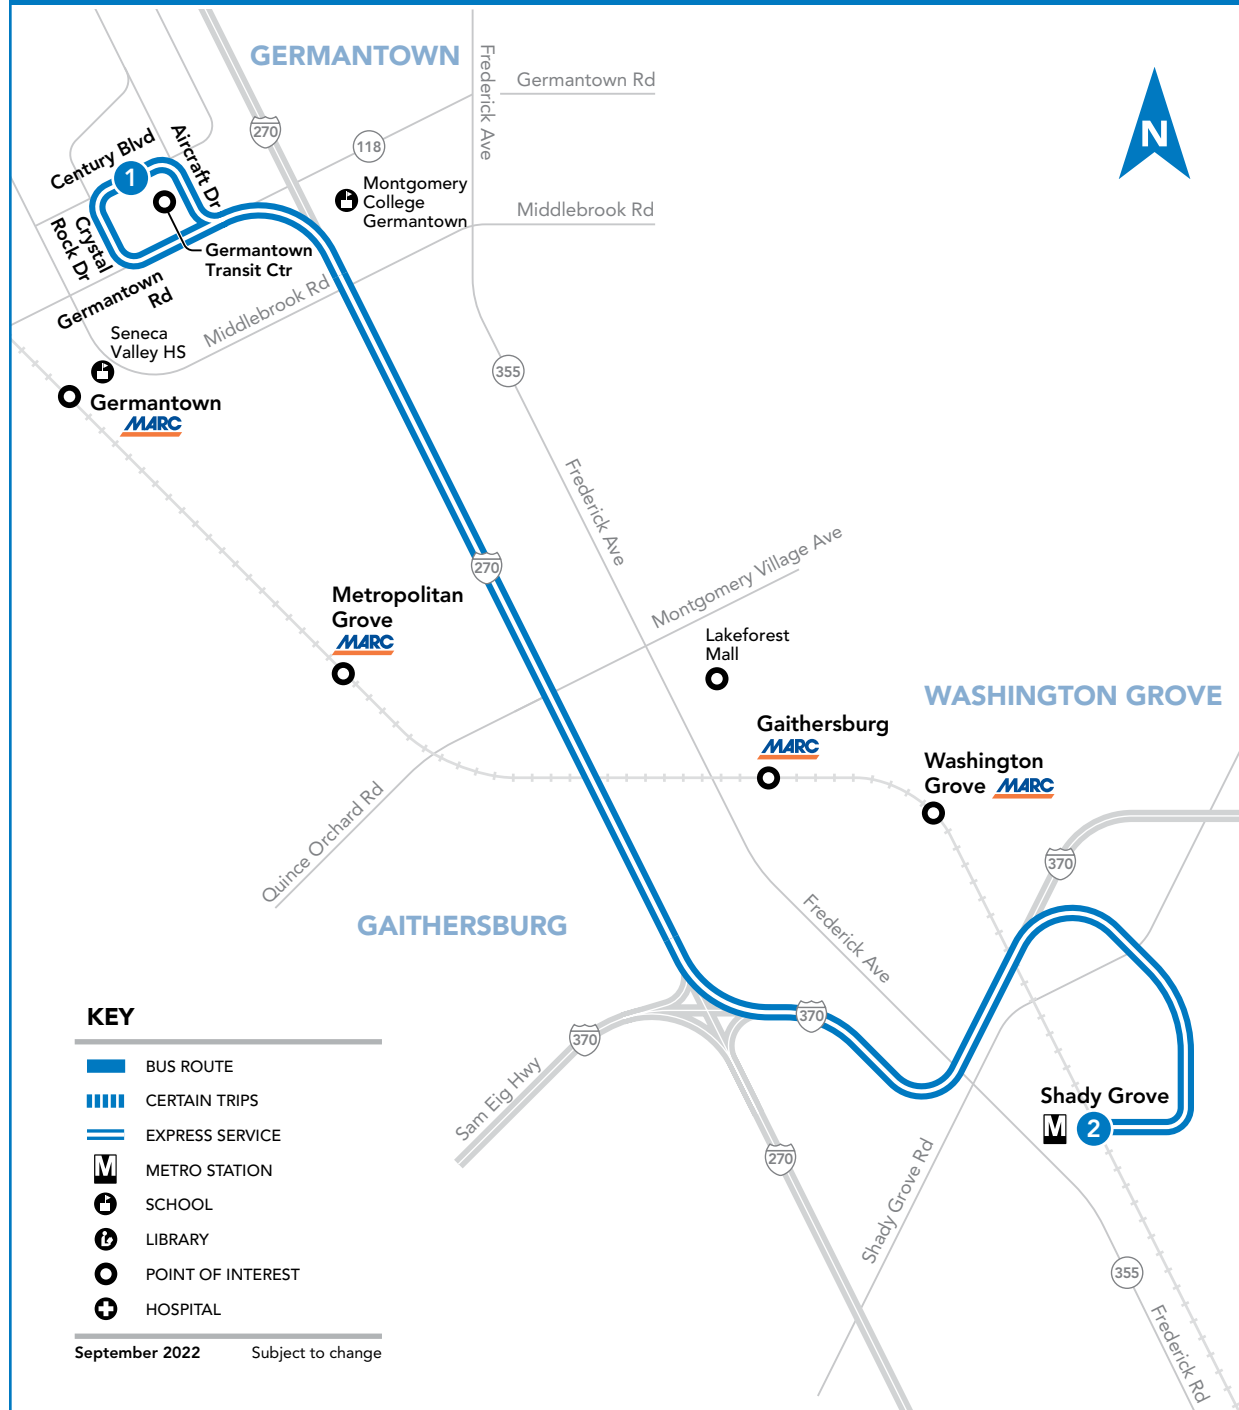 GERMANTOWN
Frederick Ave
Germantown Rd
270
118
N
Century Blvd
Aircraft Dr
1
Montgomery
College
Germantown
Middlebrook Rd
Crystal
Rock Dr
Germantown
Transit Ctr
Germantown
Rd
Middlebrook Rd
Seneca
Valley HS
355
Germantown
MARC
Frederick Ave
270
Montgomery Village Ave
Metropolitan
Grove
MARC
Lakeforest
Mall
WASHINGTON GROVE
Gaithersburg
MARC
Washington
Grove MARC
Quince Orchard Rd
370
GAITHERSBURG
Frederick Ave
370
370
Sam Eig Hwy
Shady Grove
M 2
270
Shady Grove Rd
355
Frederick Rd
KEY
BUS ROUTE
CERTAIN TRIPS
EXPRESS SERVICE
M METRO STATION
SCHOOL
LIBRARY
POINT OF INTEREST
HOSPITAL
September 2022 Subject to change